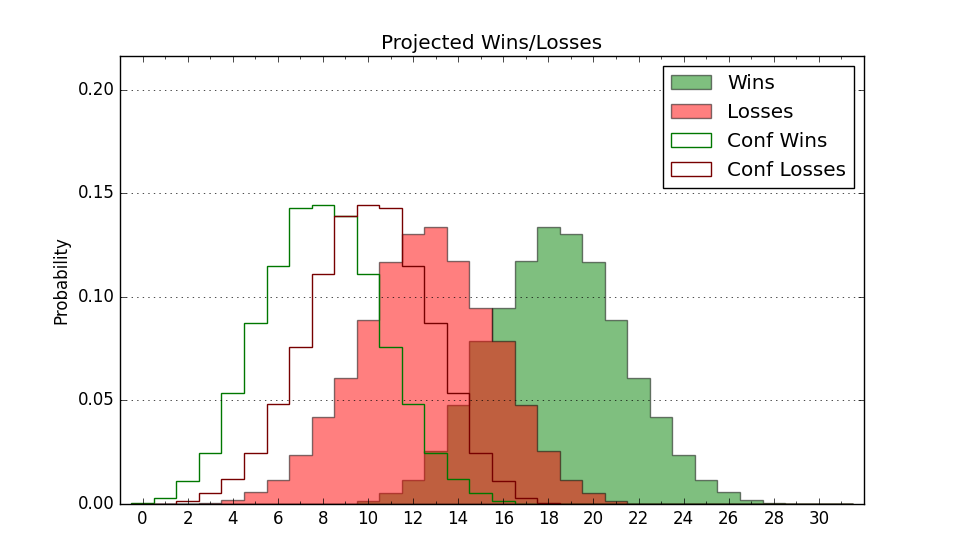 Projected Wins/Losses
Wins
Losses
Conf Wins
Conf Losses
Probability
0.20
0.15
0.10
0.05
0.00
0 2 4 6 8 10 12 14 16 18 20 22 24 26 28 30